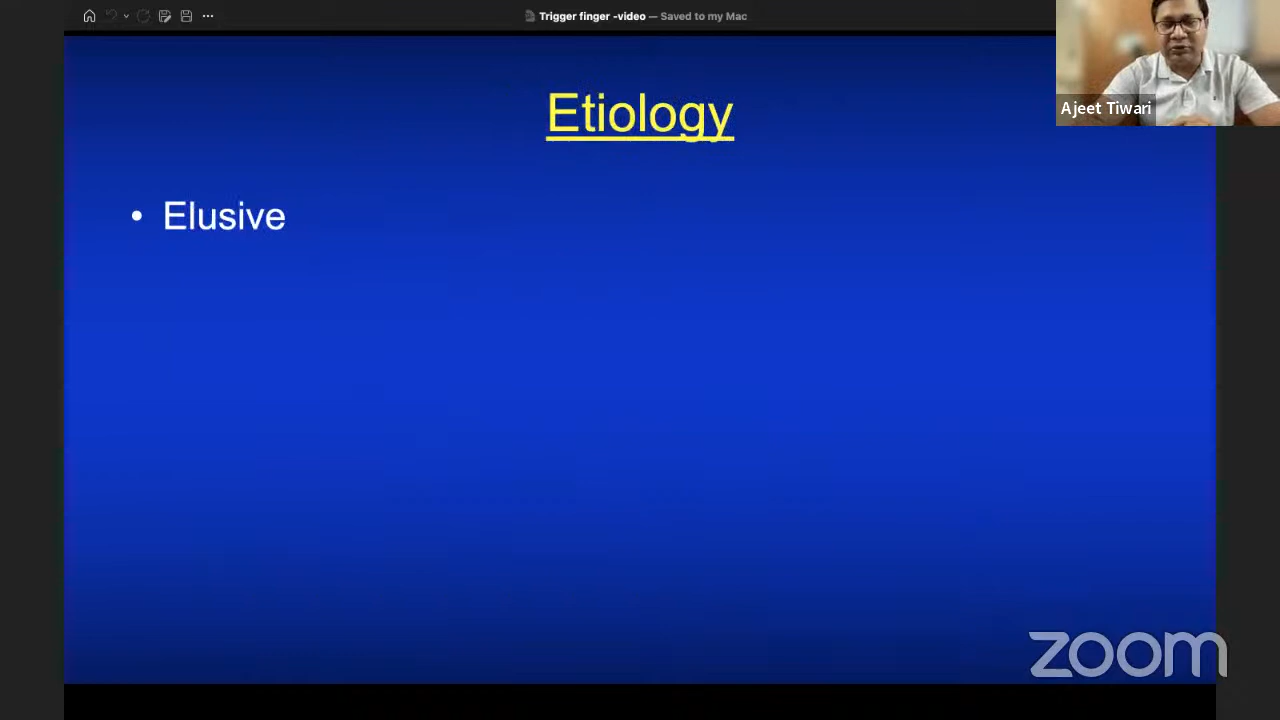 Trigger finger -video — Saved to my Mac
Etiology
• Elusive
Ajeet Tiwari
zoom